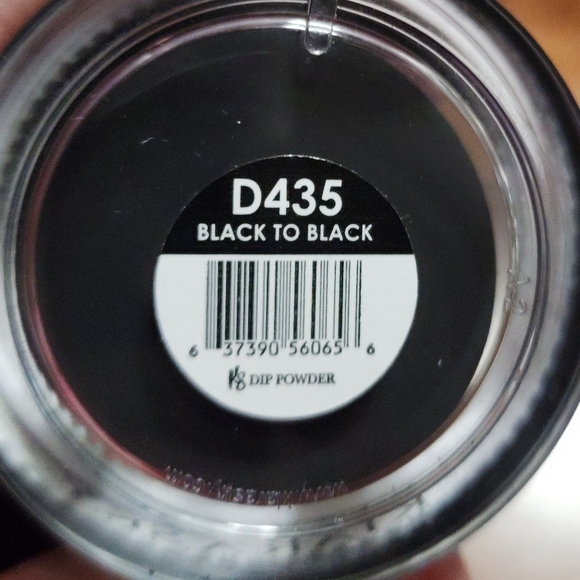 D435
BLACK TO BLACK
6 37390 56065 6
K&S DIP POWDER